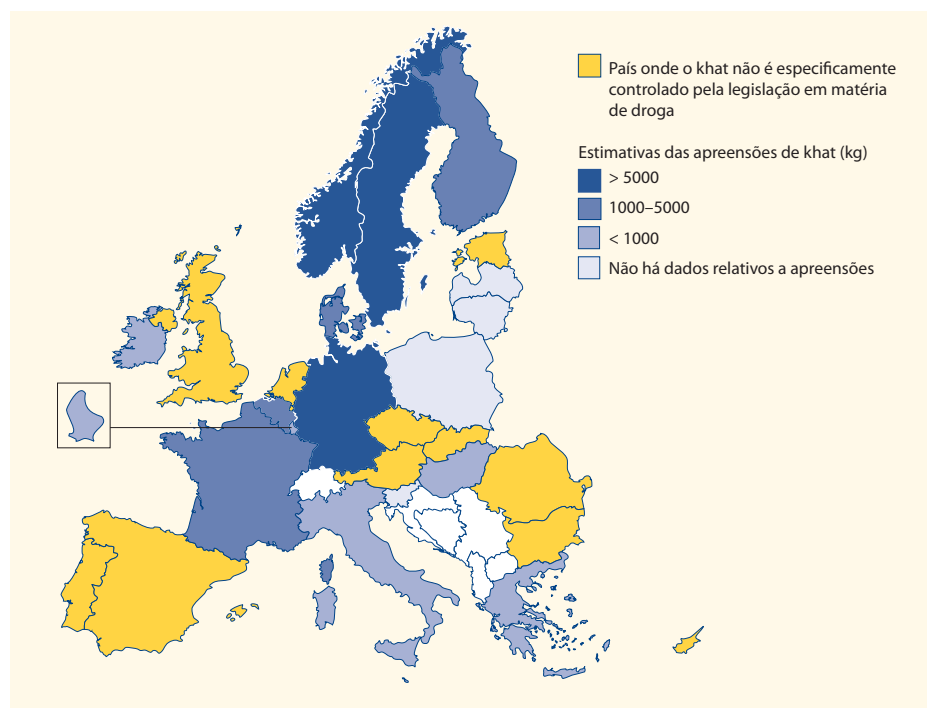 País onde o khat não é especificamente
controlado pela legislação em matéria
de droga
Estimativas das apreensões de khat (kg)
> 5000
1000–5000
< 1000
Não há dados relativos a apreensões